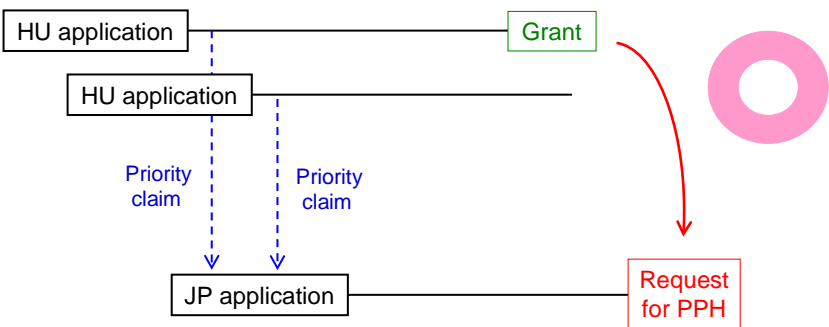 HU application
Grant
HU application
Priority
claim
Priority
claim
JP application
Request
for PPH